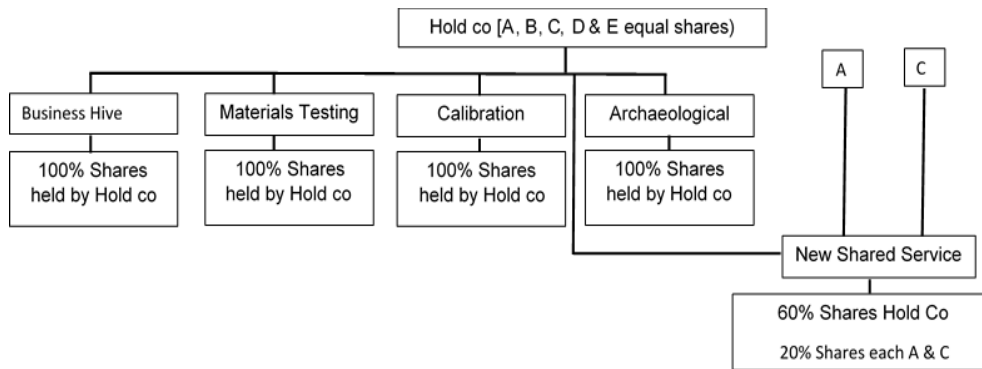 Hold co [A, B, C, D & E equal shares)
A
C
Business Hive
Materials Testing
Calibration
Archaeological
100% Shares
held by Hold co
100% Shares
held by Hold co
100% Shares
held by Hold co
100% Shares
held by Hold co
New Shared Service
60% Shares Hold Co
20% Shares each A & C